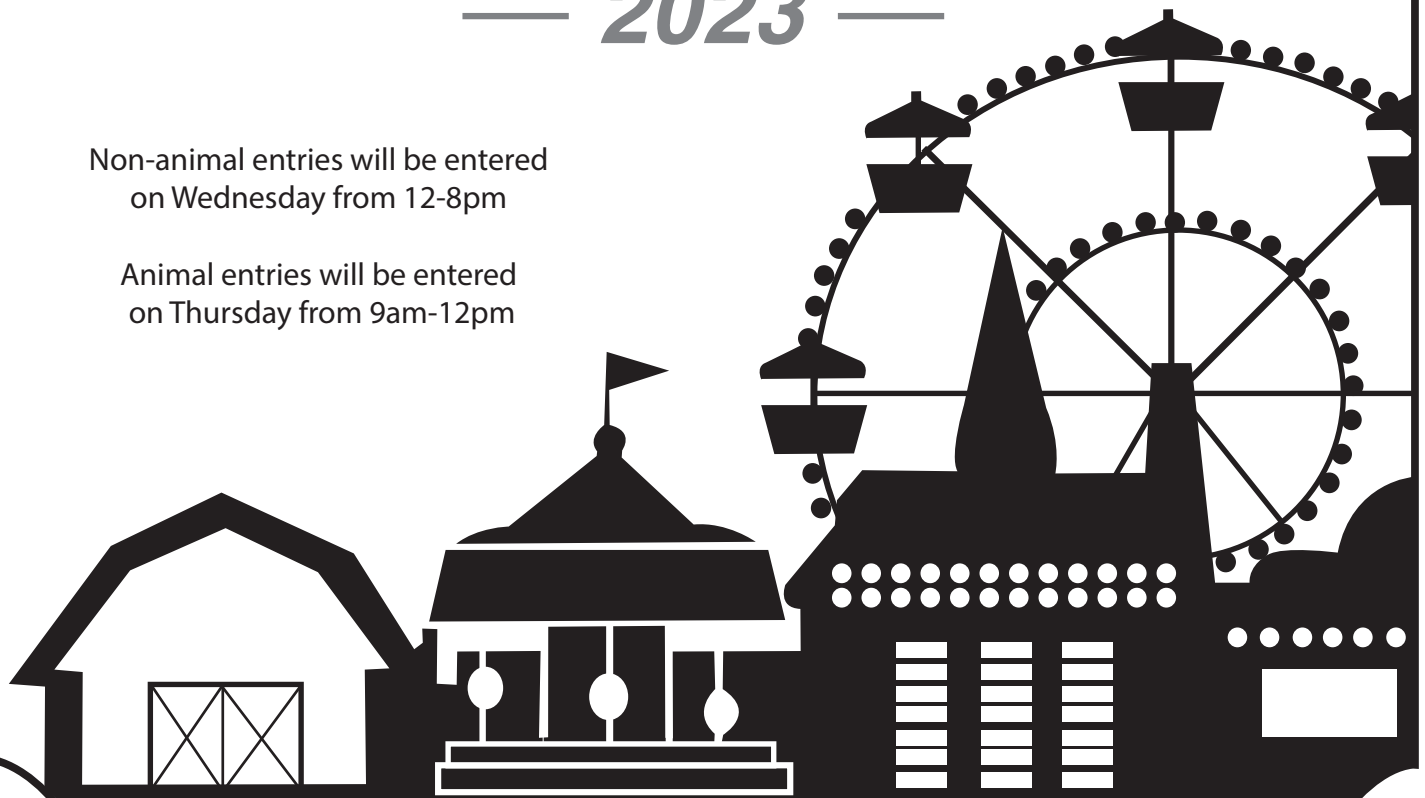 2023
Non-animal entries will be entered
on Wednesday from 12-8pm
Animal entries will be entered
on Thursday from 9am-12pm